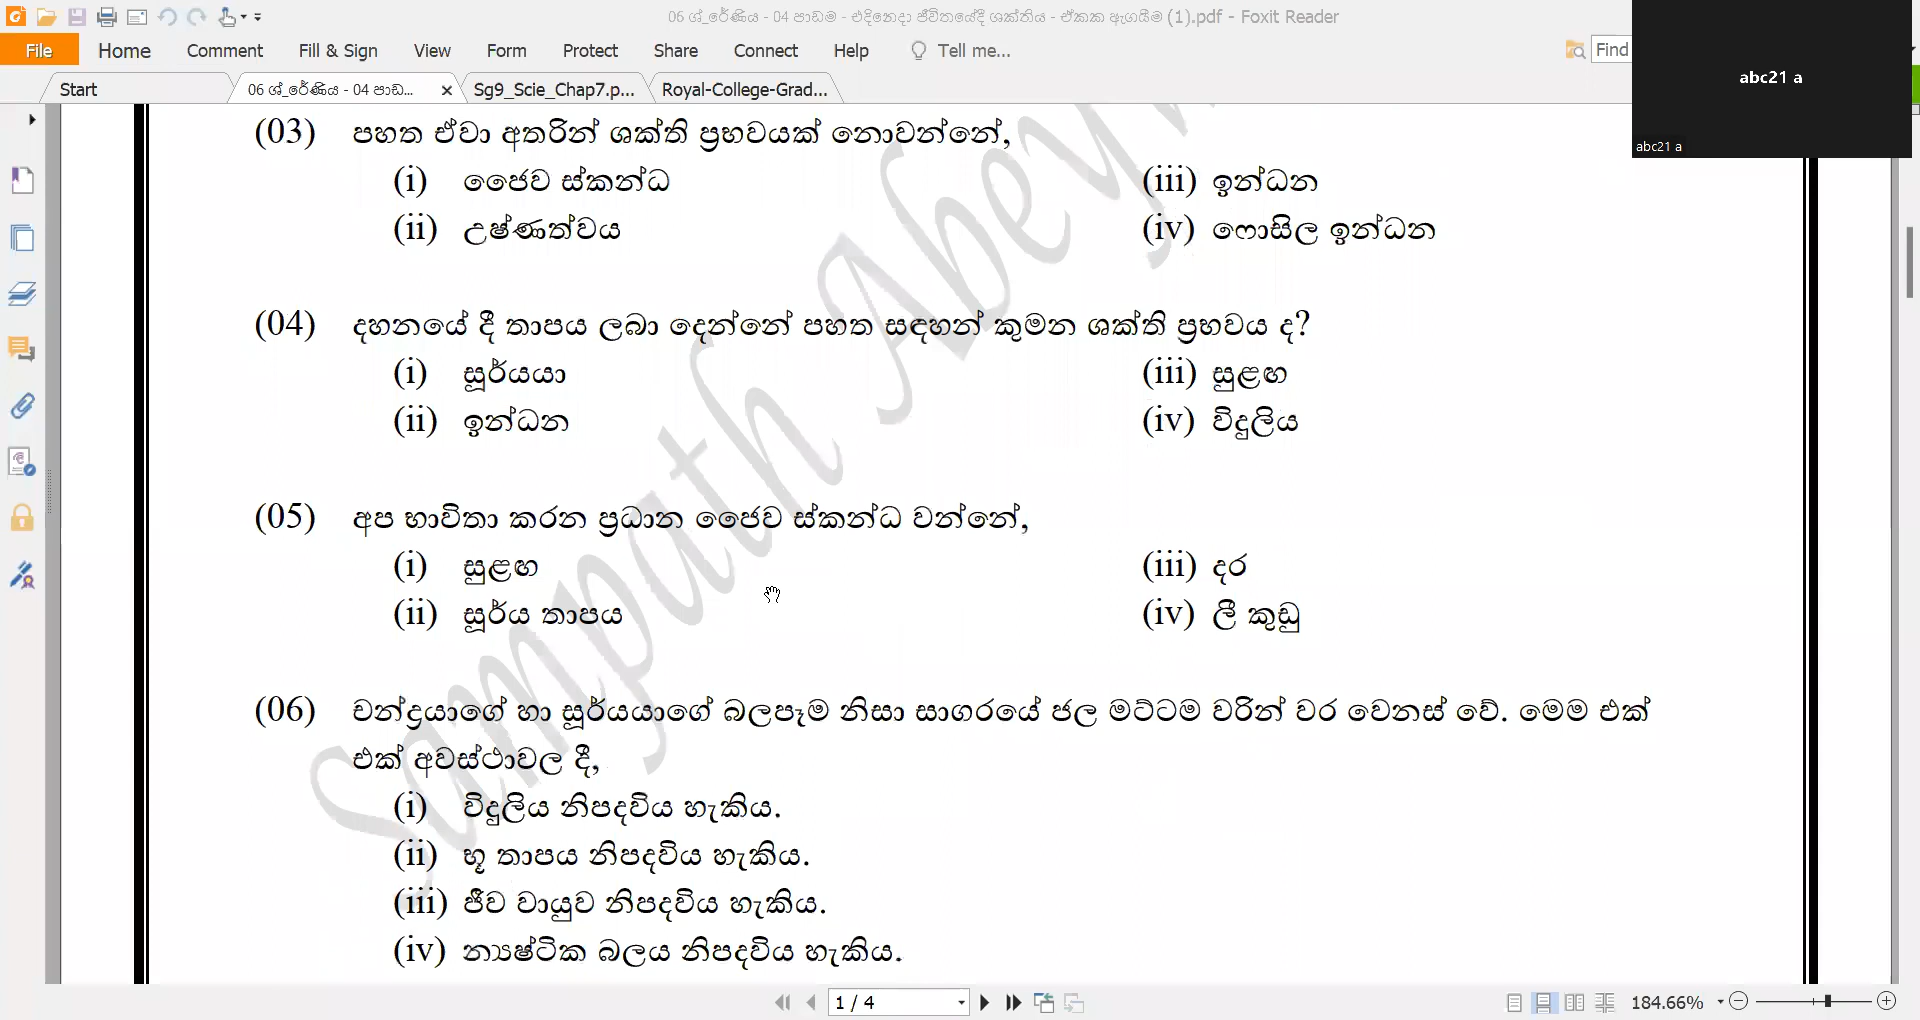 06 ශ්‍රේණිය - 04 පාඩම - එදිනෙදා ජීවිතයේදී ශක්තිය - ඒකක ඇගයීම (1).pdf - Foxit Reader
File Home Comment Fill & Sign View Form Protect Share Connect Help Tell me... Find
Start 06 ශ්‍රේණිය - 04 පාඩ... Sg9_Scie_Chap7.p... Royal-College-Grad...
abc21 a
abc21 a
(03) පහත ඒවා අතරින් ශක්ති ප්‍රභවයක් නොවන්නේ,
(i) ජෛව ස්කන්ධ (iii) ඉන්ධන
(ii) උෂ්ණත්වය (iv) ෆොසිල ඉන්ධන
(04) දහනයේ දී තාපය ලබා දෙන්නේ පහත සඳහන් කුමන ශක්ති ප්‍රභවය ද?
(i) සූර්යයා (iii) සුළඟ
(ii) ඉන්ධන (iv) විදුලිය
(05) අප භාවිතා කරන ප්‍රධාන ජෛව ස්කන්ධ වන්නේ,
(i) සුළඟ (iii) දර
(ii) සූර්ය තාපය (iv) ලී කුඩු
(06) චන්ද්‍රයාගේ හා සූර්යයාගේ බලපෑම නිසා සාගරයේ ජල මට්ටම වරින් වර වෙනස් වේ. මෙම එක්
එක් අවස්ථාවල දී,
(i) විදුලිය නිපදවිය හැකිය.
(ii) භූ තාපය නිපදවිය හැකිය.
(iii) ජීව වායුව නිපදවිය හැකිය.
(iv) න්‍යෂ්ටික බලය නිපදවිය හැකිය.
Sampath Abey
1 / 4 184.66%